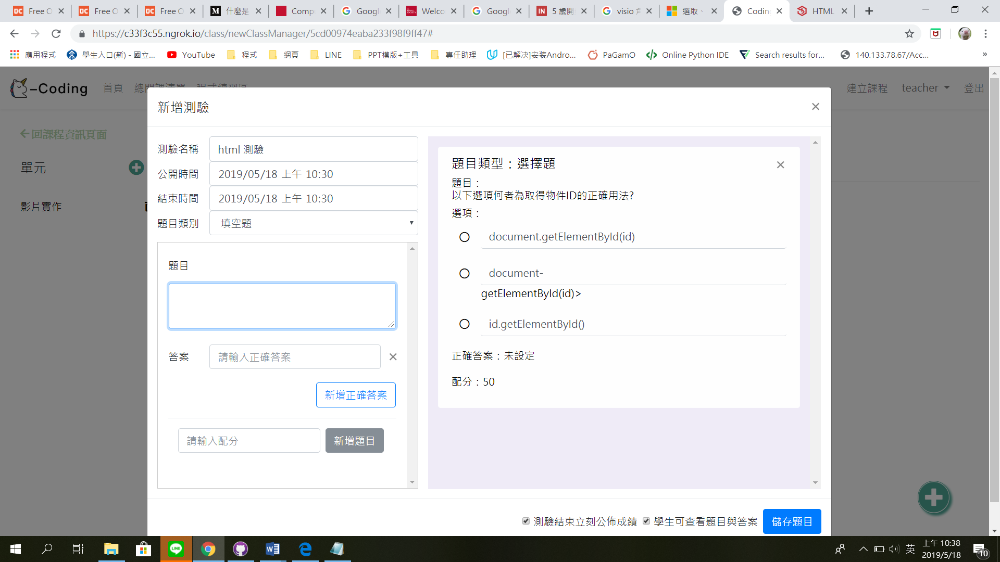 Free O
Free O
Free O
什麼是
Comp
Googl
Welco
Googl
5 歲開
visio 角
選取、
Coding
HTML
https://c33f3c55.ngrok.io/class/newClassManager/5cd00974eaba233f98f9ff47#
應用程式
學生入口(新) - 國立...
YouTube
程式
網頁
LINE
PPT模版+工具
專任助理
[已解决]安装Andro...
PaGamO
Online Python IDE
Search results for...
140.133.78.67/Acc...
»
-Coding
首頁
總開課清單
程式練習區
建立課程
teacher
登出
回課程資訊頁面
單元
影片實作
新增測驗
測驗名稱
html 測驗
公開時間
2019/05/18 上午 10:30
結束時間
2019/05/18 上午 10:30
題目類別
填空題
題目
答案
請輸入正確答案
新增正確答案
請輸入配分
新增題目
題目類型：選擇題
題目：
以下選項何者為取得物件ID的正確用法?
選項：
document.getElementById(id)
document-
getElementById(id)>
id.getElementById()
正確答案：未設定
配分：50
測驗結束立刻公佈成績
學生可查看題目與答案
儲存題目
英
上午 10:38
2019/5/18
10